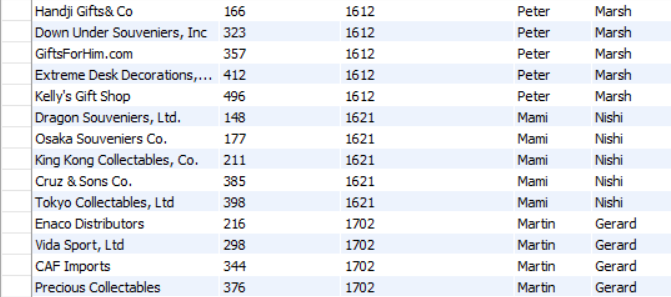 Handji Gifts& Co 166 1612 Peter Marsh
Down Under Souveniers, Inc 323 1612 Peter Marsh
GiftsForHim.com 357 1612 Peter Marsh
Extreme Desk Decorations,... 412 1612 Peter Marsh
Kelly's Gift Shop 496 1612 Peter Marsh
Dragon Souveniers, Ltd. 148 1621 Mami Nishi
Osaka Souveniers Co. 177 1621 Mami Nishi
King Kong Collectables, Co. 211 1621 Mami Nishi
Cruz & Sons Co. 385 1621 Mami Nishi
Tokyo Collectables, Ltd 398 1621 Mami Nishi
Enaco Distributors 216 1702 Martin Gerard
Vida Sport, Ltd 298 1702 Martin Gerard
CAF Imports 344 1702 Martin Gerard
Precious Collectables 376 1702 Martin Gerard